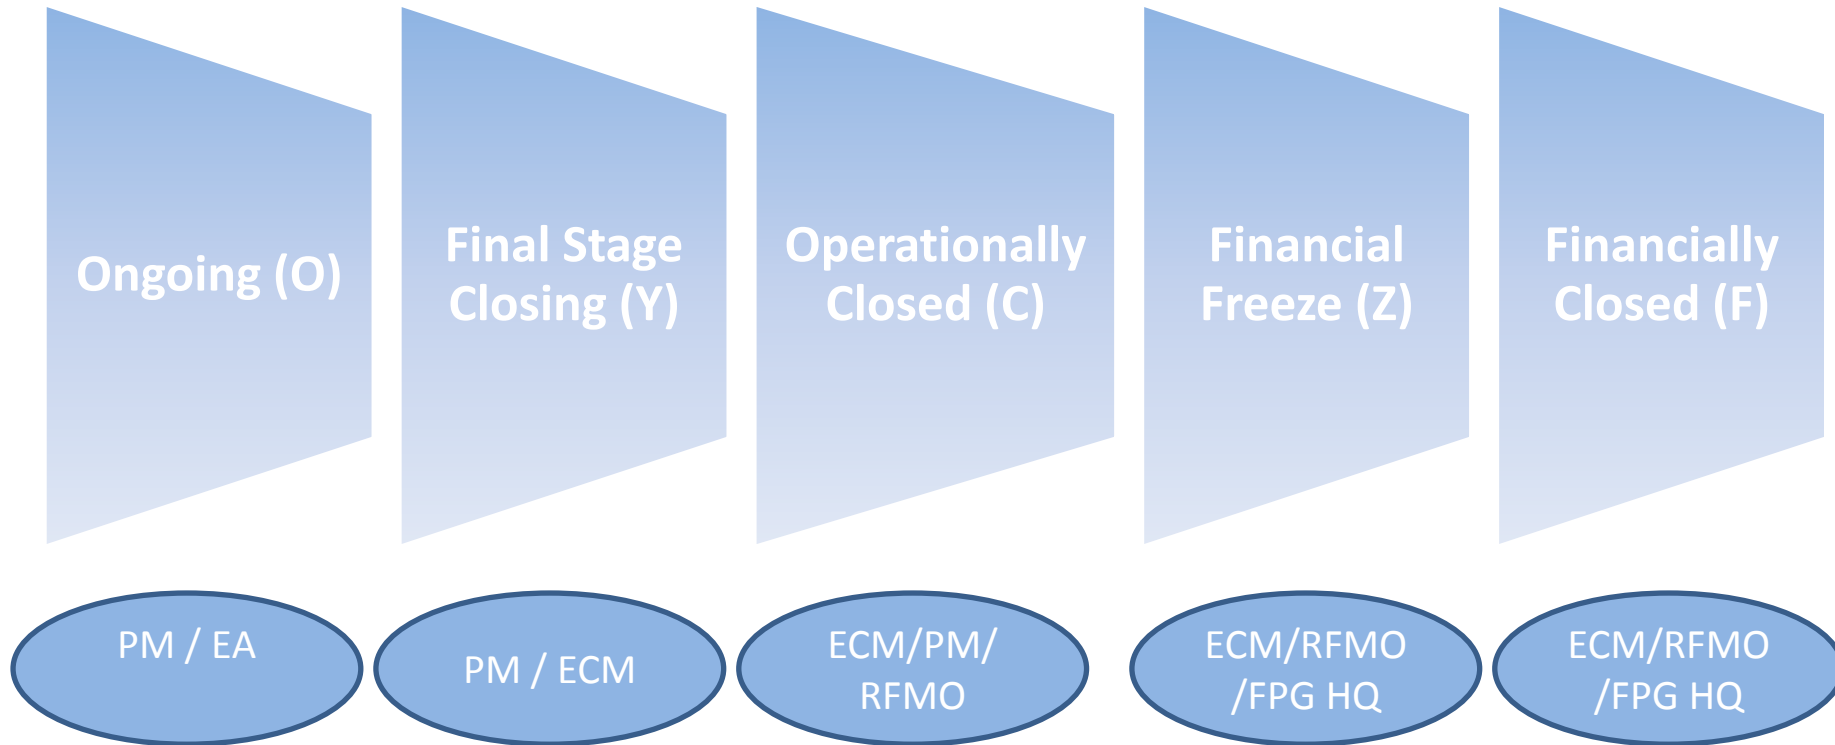 Ongoing (O)
Final Stage
Closing (Y)
Operationally
Closed (C)
Financial
Freeze (Z)
Financially
Closed (F)
PM / EA
PM / ECM
ECM/PM/
RFMO
ECM/RFMO
/FPG HQ
ECM/RFMO
/FPG HQ